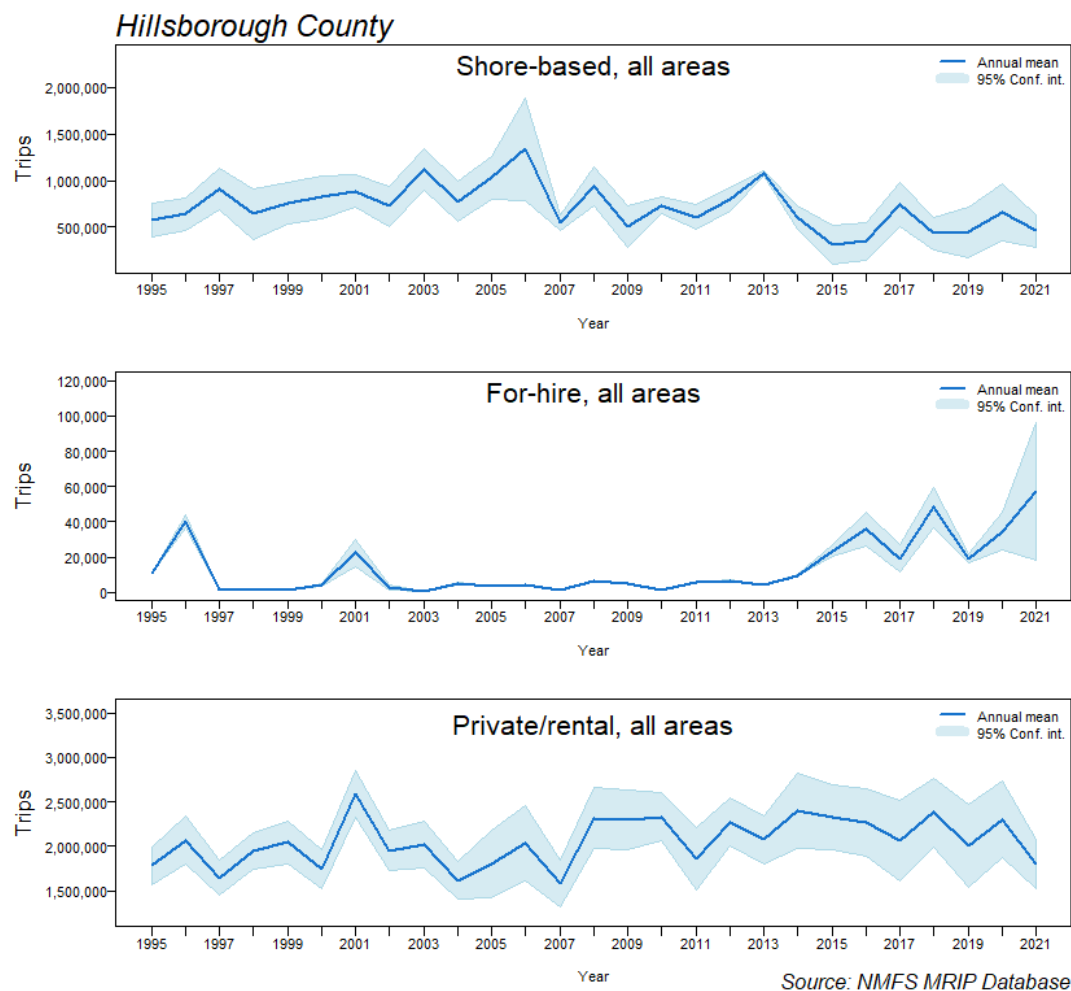 Hillsborough County
Shore-based, all areas
Annual mean
95% Conf. int.
Trips
2,000,000
1,500,000
1,000,000
500,000
1995 1997 1999 2001 2003 2005 2007 2009 2011 2013 2015 2017 2019 2021
Year
For-hire, all areas
Annual mean
95% Conf. int.
Trips
120,000
100,000
80,000
60,000
40,000
20,000
0
1995 1997 1999 2001 2003 2005 2007 2009 2011 2013 2015 2017 2019 2021
Year
Private/rental, all areas
Annual mean
95% Conf. int.
Trips
3,500,000
3,000,000
2,500,000
2,000,000
1,500,000
1995 1997 1999 2001 2003 2005 2007 2009 2011 2013 2015 2017 2019 2021
Year
Source: NMFS MRIP Database